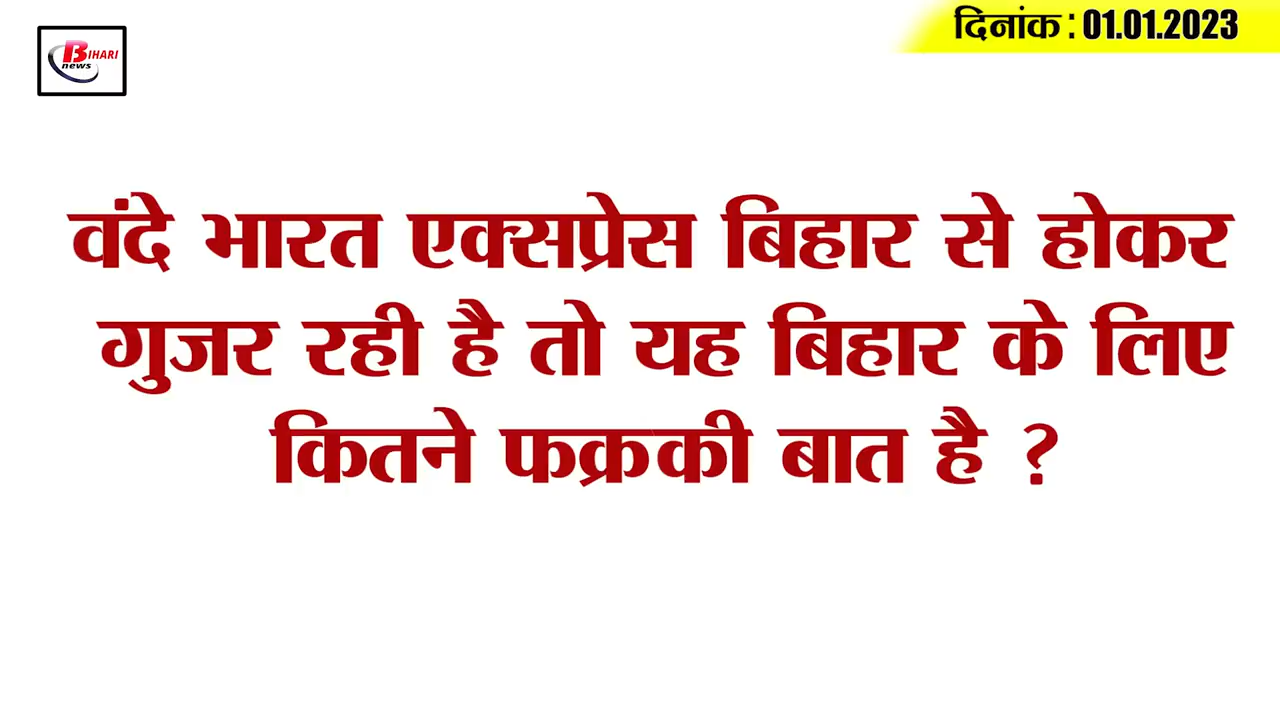 BIHARI
news
दिनांक : 01.01.2023
वंदे भारत एक्सप्रेस बिहार से होकर
गुजर रही है तो यह बिहार के लिए
कितने फक्रकी बात है ?